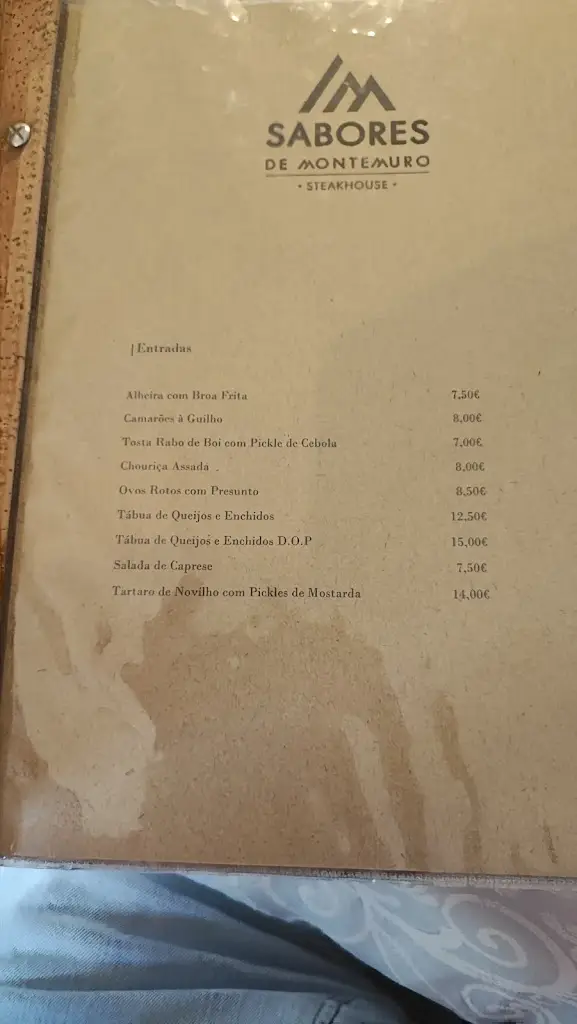 SABORES
DE MONTEMURO
• STEAKHOUSE •
| Entradas
Alheira com Broa Frita 7,50€
Camarões à Guilho 8,00€
Tosta Rabo de Boi com Pickle de Cebola 7,00€
Chouriça Assada 8,00€
Ovos Rotos com Presunto 8,50€
Tábua de Queijos e Enchidos 12,50€
Tábua de Queijos e Enchidos D.O.P 15,00€
Salada de Caprese 7,50€
Tartaro de Novilho com Pickles de Mostarda 14,00€